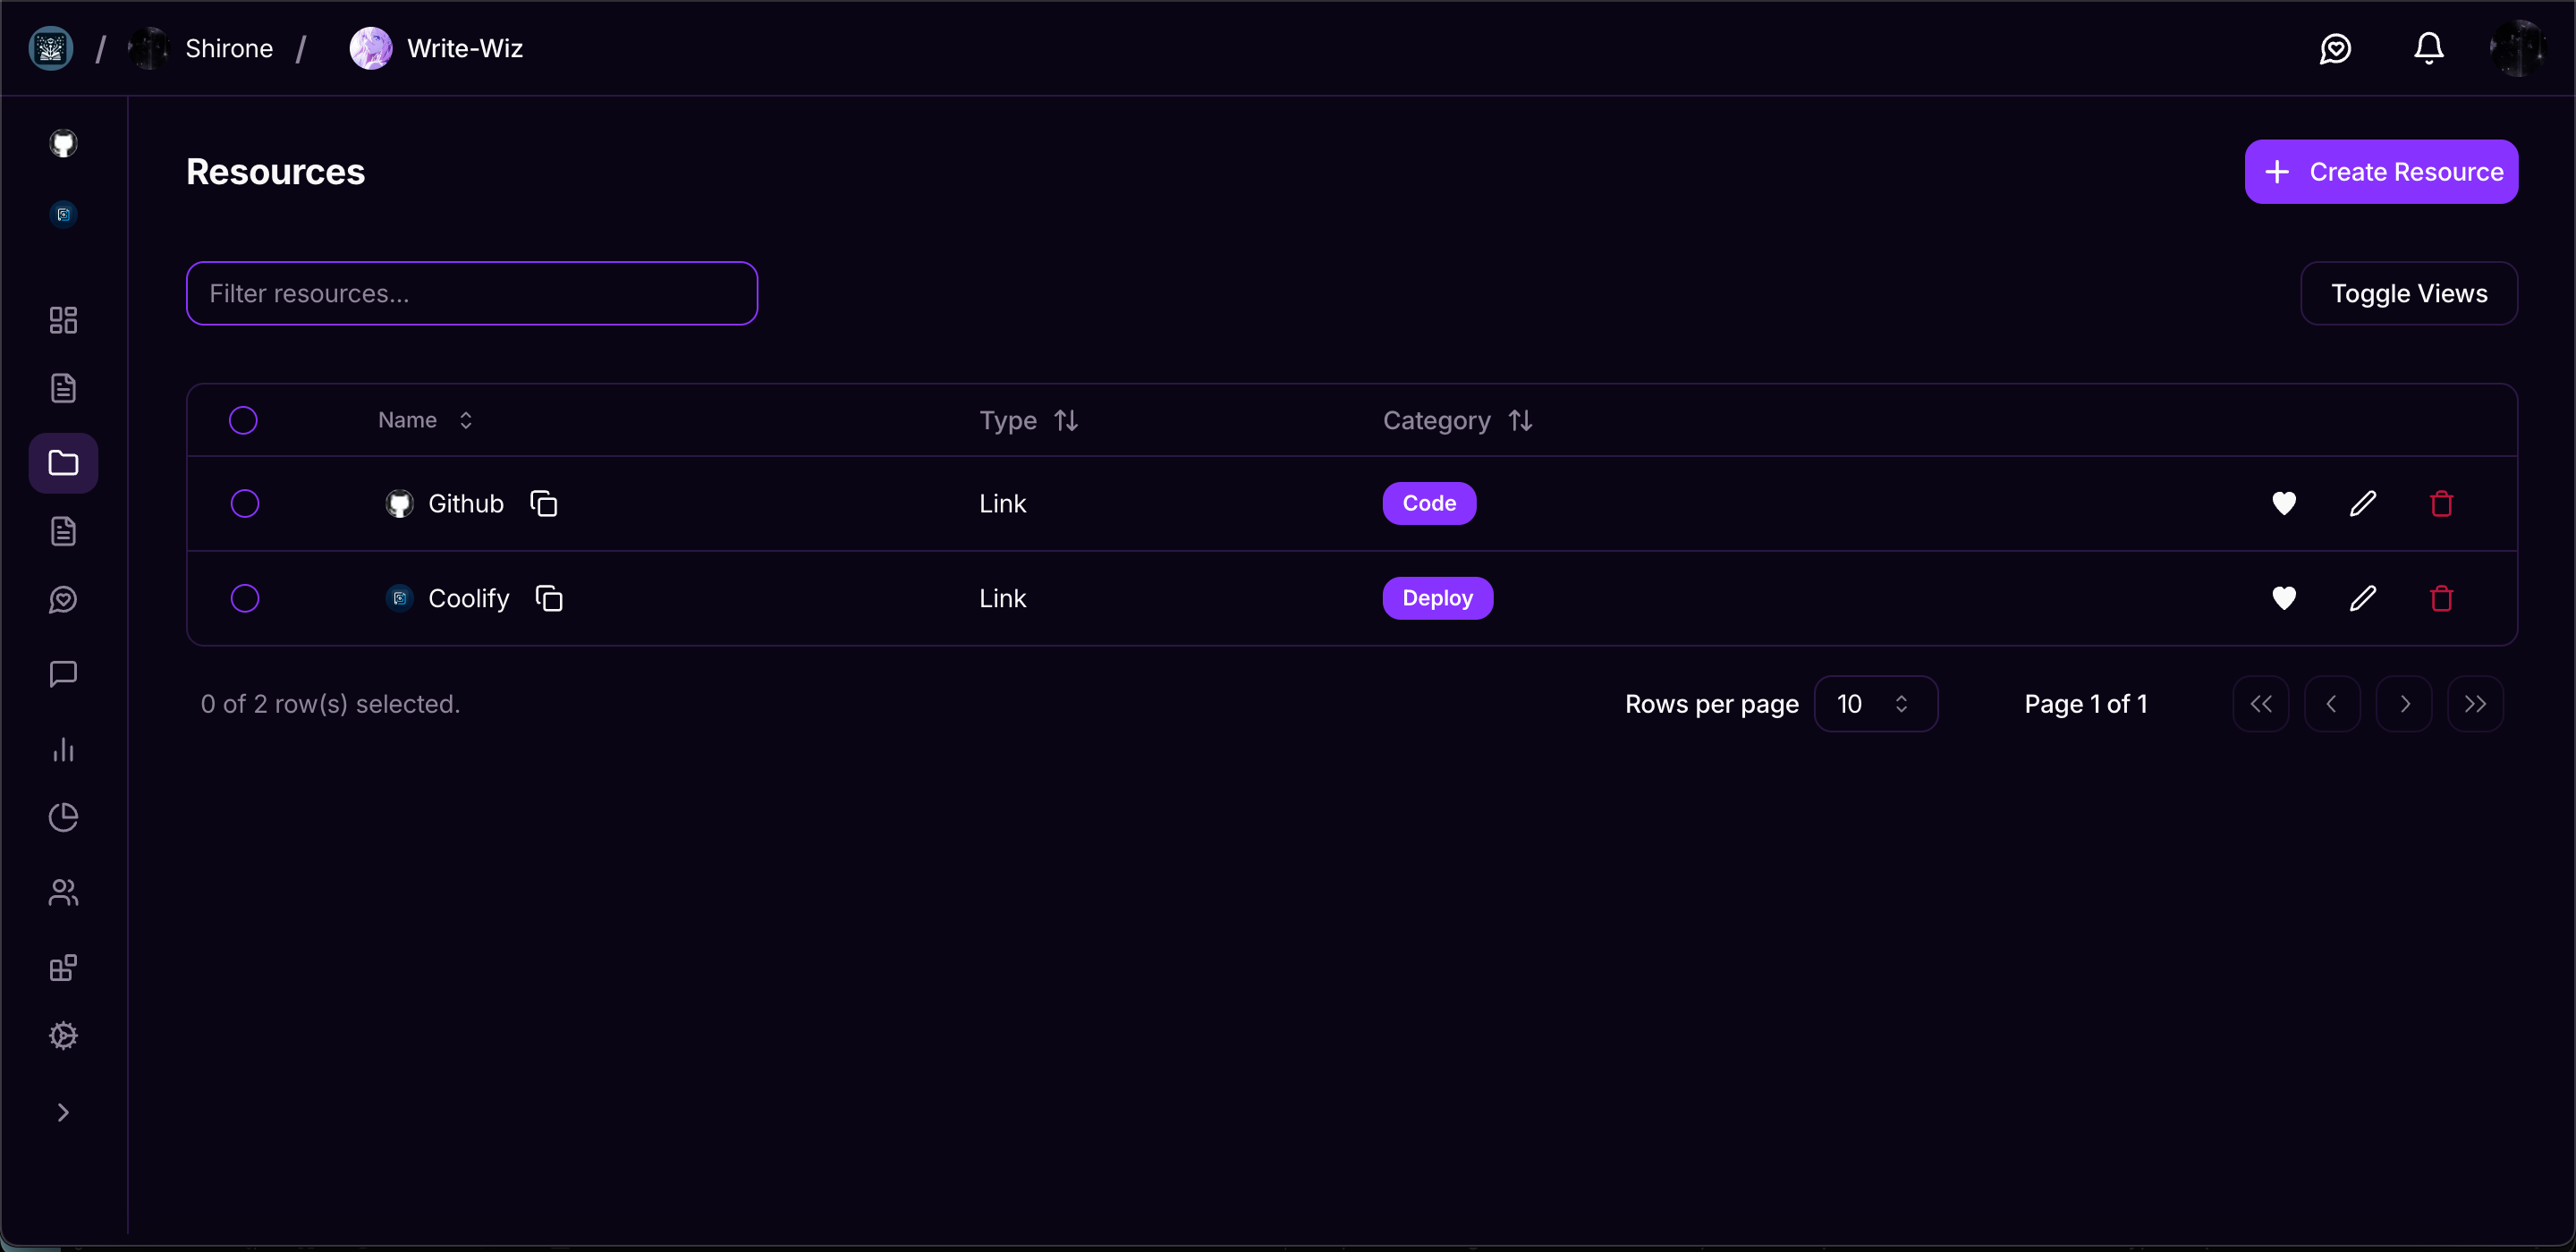 / Shirone / Write-Wiz
Resources
Create Resource
Filter resources...
Toggle Views
Name Type Category
Github Link Code
Coolify Link Deploy
0 of 2 row(s) selected. Rows per page 10 Page 1 of 1